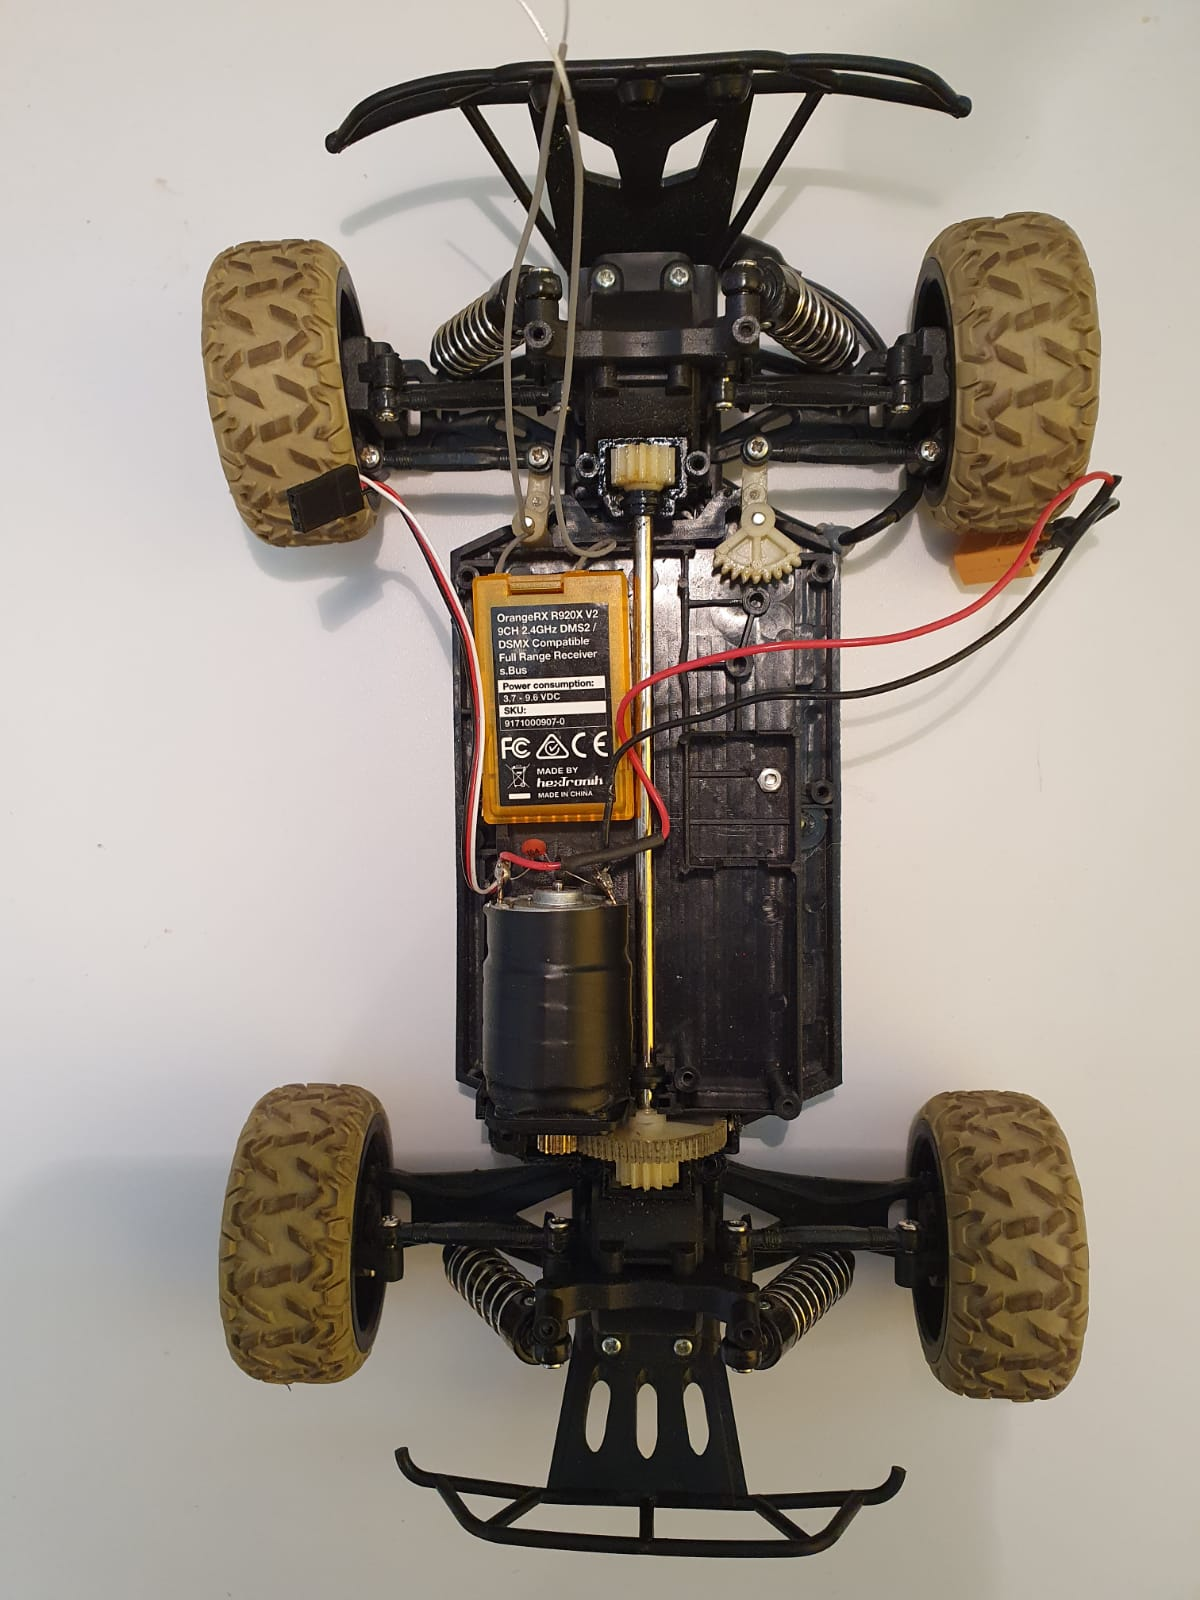 OrangeRX R920X V2
9CH 2.4GHz DMS2 /
DSMX Compatible
Full Range Receiver
s.Bus
Power consumption:
3.7 - 9.6 VDC
SKU:
9171000907-0
FC CE
MADE BY
hexTronik
MADE IN CHINA